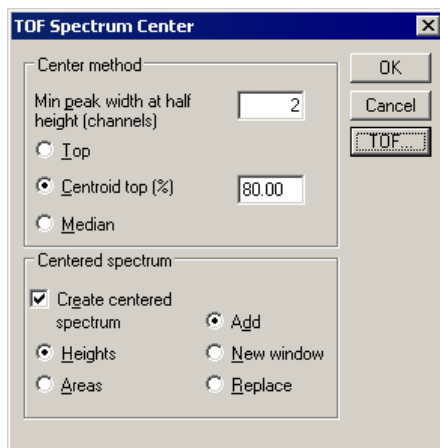 TOF Spectrum Center
Center method
Min peak width at half
height (channels)
2
Top
Centroid top (%)
80.00
Median
Centered spectrum
Create centered
spectrum
Heights
Areas
Add
New window
Replace
OK
Cancel
TOF...